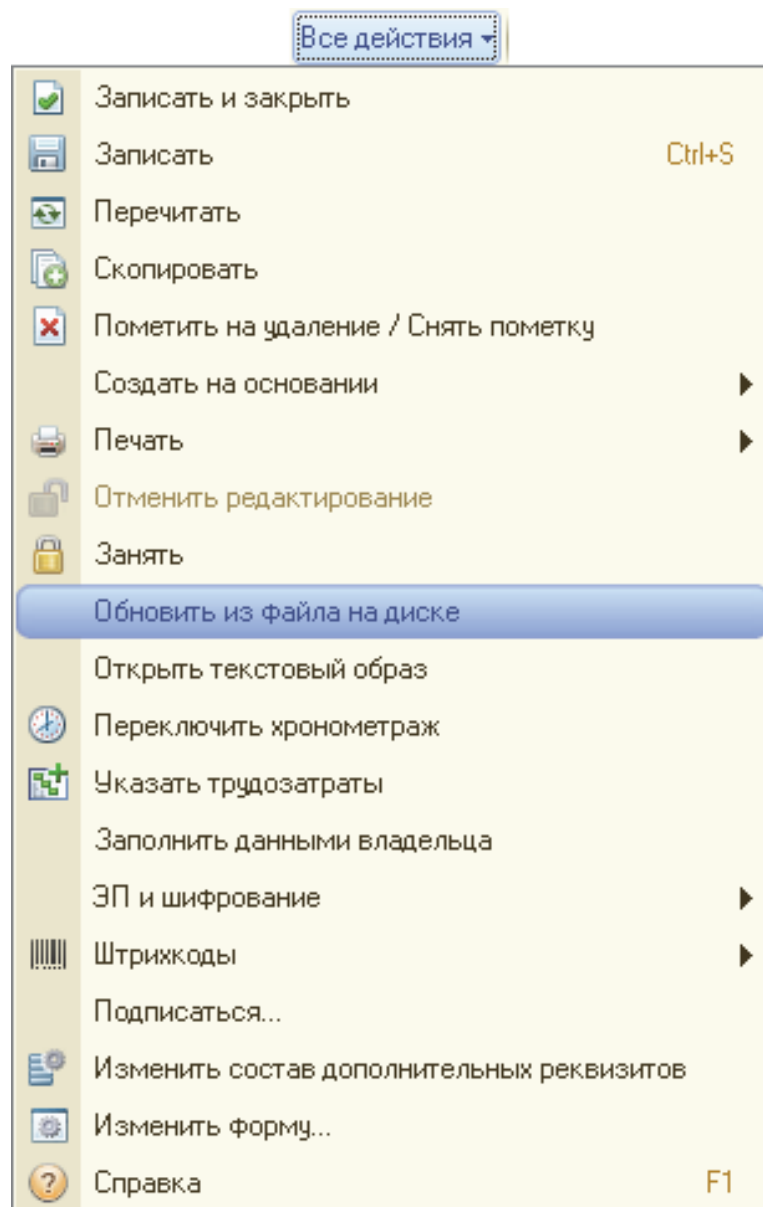 Все действия
Записать и закрыть
Записать Ctrl+S
Перечитать
Скопировать
Пометить на удаление / Снять пометку
Создать на основании
Печать
Отменить редактирование
Занять
Обновить из файла на диске
Открыть текстовый образ
Переключить хронометраж
Указать трудозатраты
Заполнить данными владельца
ЭП и шифрование
Штрихкоды
Подписаться...
Изменить состав дополнительных реквизитов
Изменить форму...
Справка F1